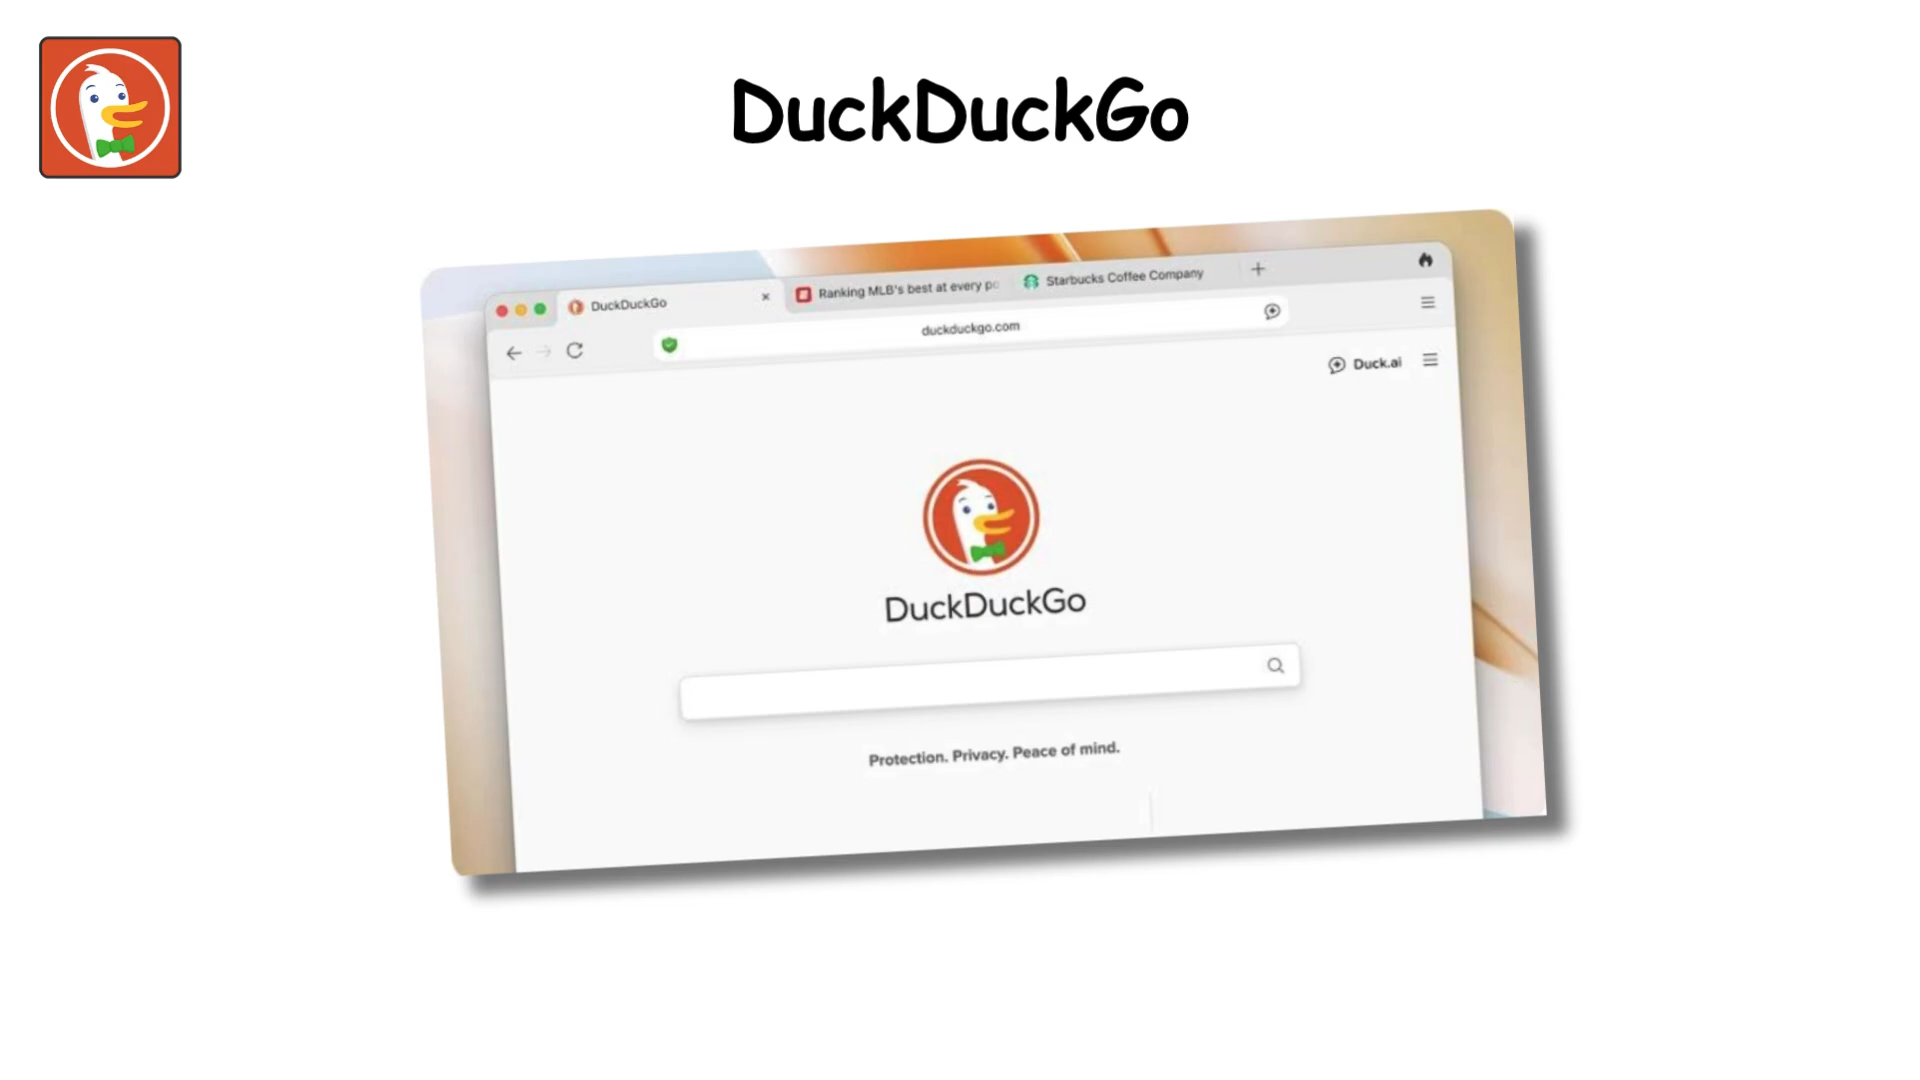 DuckDuckGo
DuckDuckGo
Ranking MLB's best at every po
Starbucks Coffee Company
duckduckgo.com
Duck.ai
DuckDuckGo
Protection. Privacy. Peace of mind.